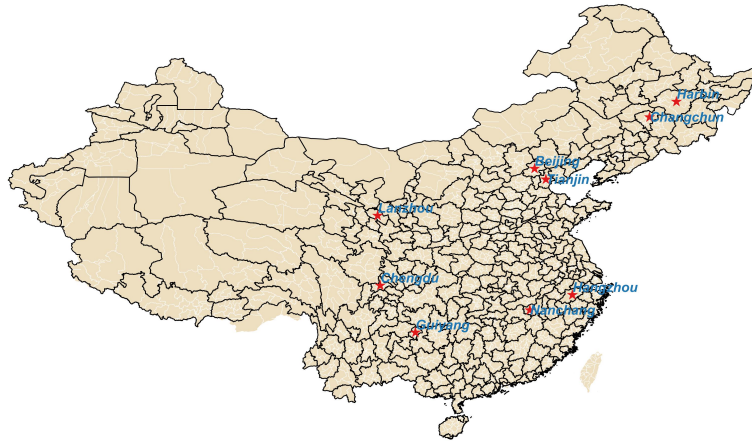 Harbin
Changchun
Beijing
Tianjin
Lanzhou
Chengdu
Hangzhou
Nanchang
Guiyang